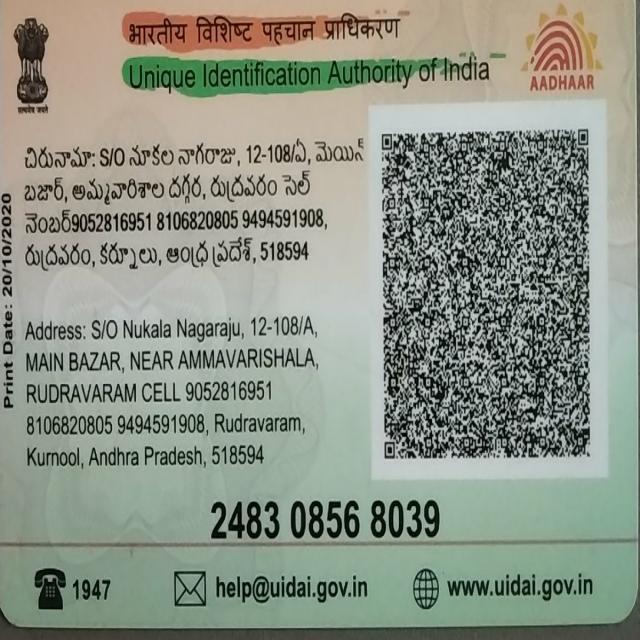 भारतीय विशिष्ट पहचान प्राधिकरण
Unique Identification Authority of India
AADHAAR
सत्यमेव जयते
చిరునామా: S/O నూకల నాగరాజు, 12-108/ఏ, మెయిన్
బజార్, అమ్మవారిశాల దగ్గర, రుద్రవరం సెల్
నెంబర్9052816951 8106820805 9494591908,
రుద్రవరం, కర్నూలు, ఆంధ్ర ప్రదేశ్, 518594
Print Date: 20/10/2020
Address: S/O Nukala Nagaraju, 12-108/A,
MAIN BAZAR, NEAR AMMAVARISHALA,
RUDRAVARAM CELL 9052816951
8106820805 9494591908, Rudravaram,
Kurnool, Andhra Pradesh, 518594
2483 0856 8039
1947
help@uidai.gov.in
www.uidai.gov.in